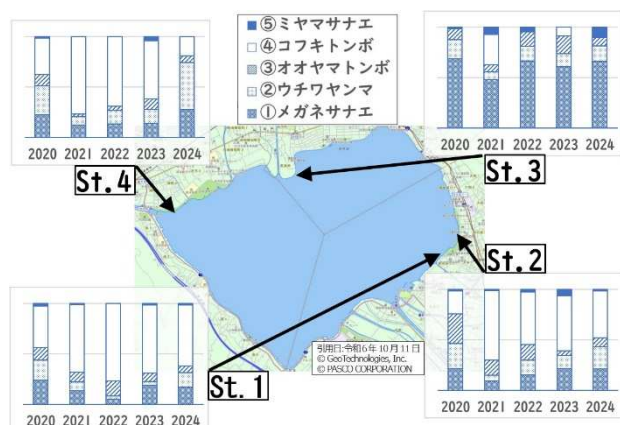 ⑤ミヤマサナエ
④コフキトンボ
③オオヤマトンボ
②ウチワヤンマ
①メガネサナエ
2020 2021 2022 2023 2024
2020 2021 2022 2023 2024
St.4
St.3
St.2
St.1
引用日:令和6年10月11日
© GeoTechnologies, Inc.
© PASCO CORPORATION
2020 2021 2022 2023 2024
2020 2021 2022 2023 2024